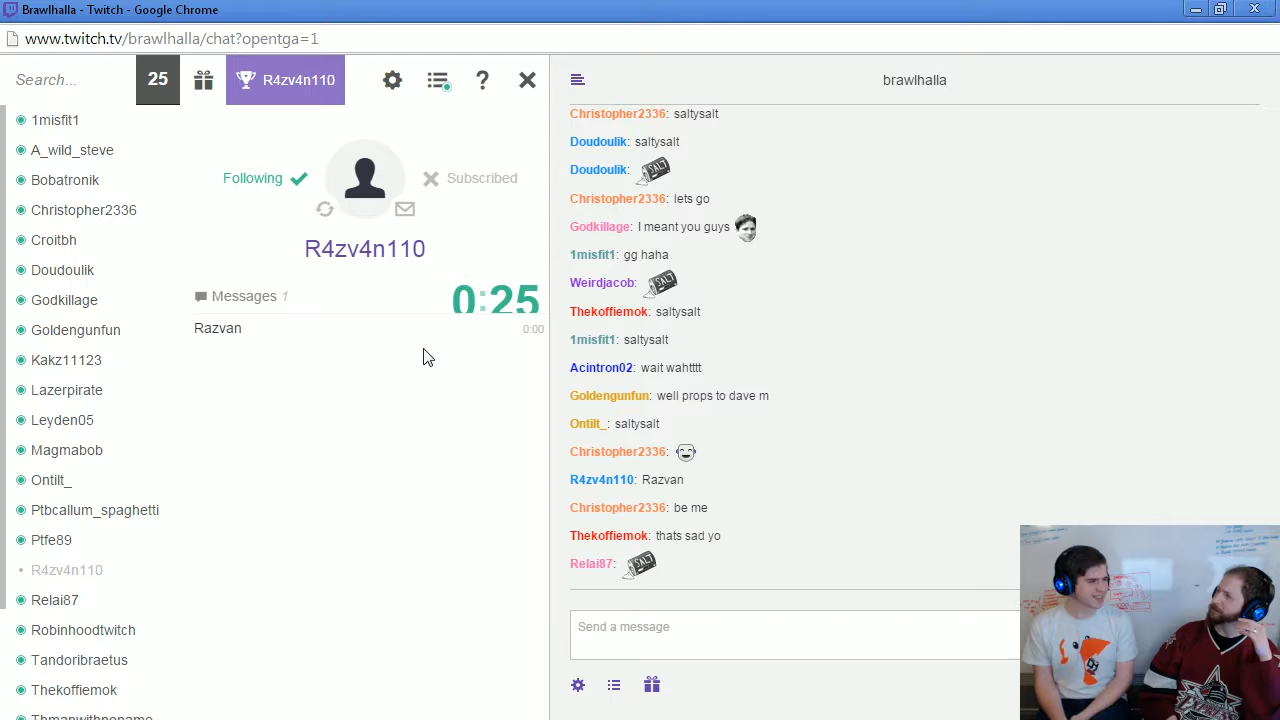 Brawlhalla - Twitch - Google Chrome
www.twitch.tv/brawlhalla/chat?opentga=1
Search...
25
R4zv4n110
?
1misfit1
A_wild_steve
Bobatronik
Christopher2336
Croitbh
Doudoulik
Godkillage
Goldengunfun
Kakz11123
Lazerpirate
Leyden05
Magmabob
Ontilt_
Ptbcallum_spaghetti
Ptfe89
R4zv4n110
Relai87
Robinhoodtwitch
Tandoribraetus
Thekoffiemok
Thmanwithnoname
Following
Subscribed
R4zv4n110
Messages 1
0:25
Razvan
0:00
brawlhalla
Christopher2336: saltysalt
Doudoulik: saltysalt
Doudoulik: SALT
Christopher2336: lets go
Godkillage: I meant you guys
1misfit1: gg haha
Weirdjacob: SALT
Thekoffiemok: saltysalt
1misfit1: saltysalt
Acintron02: wait wahtttt
Goldengunfun: well props to dave m
Ontilt_: saltysalt
Christopher2336:
R4zv4n110: Razvan
Christopher2336: be me
Thekoffiemok: thats sad yo
Relai87: SALT
Send a message